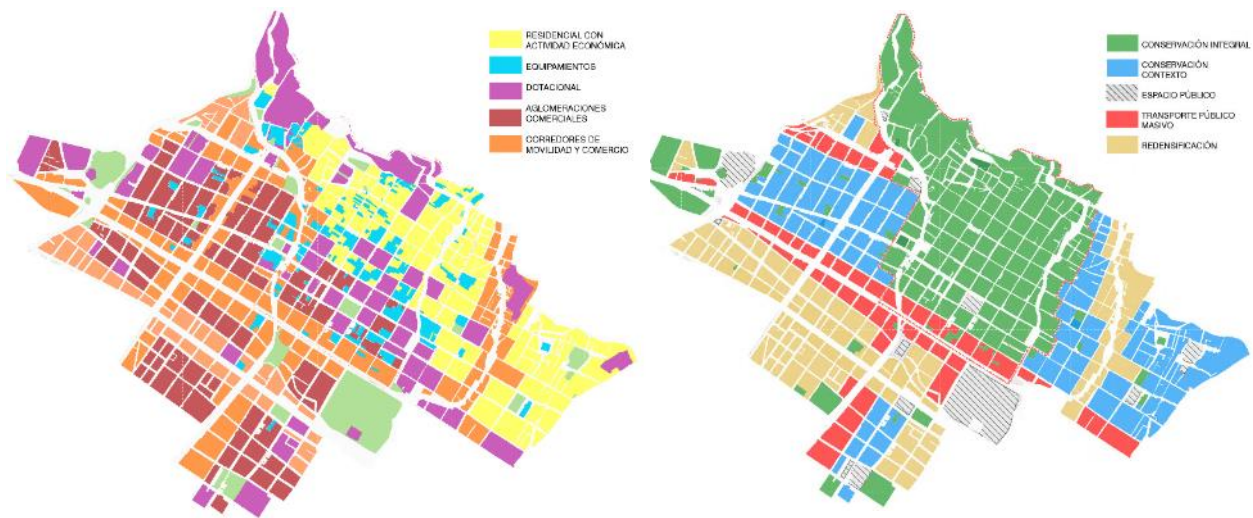 RESIDENCIAL CON
ACTIVIDAD ECONÓMICA
EQUIPAMIENTOS
DOTACIONAL
AGLOMERACIONES
COMERCIALES
CORREDORES DE
MOVILIDAD Y COMERCIO
CONSERVACIÓN INTEGRAL
CONSERVACIÓN
CONTEXTO
ESPACIO PÚBLICO
TRANSPORTE PÚBLICO
MASIVO
REDENSIFICACIÓN